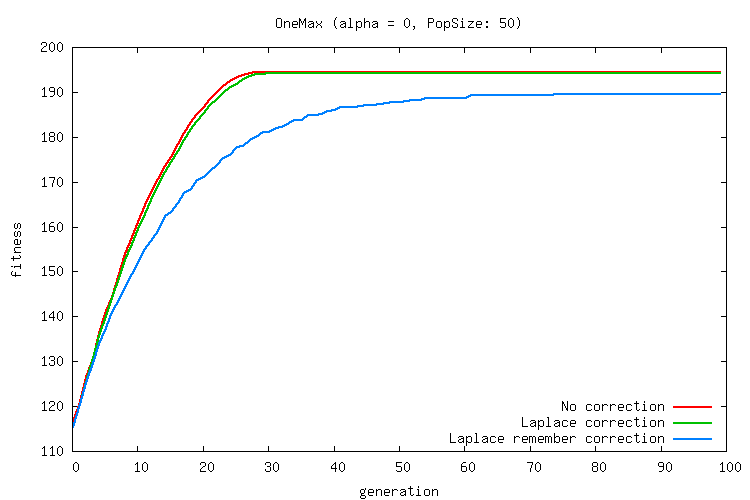 OneMax (alpha = 0, PopSize: 50)
200
190
180
170
160
150
140
130
120
110
fitness
No correction
Laplace correction
Laplace remember correction
0 10 20 30 40 50 60 70 80 90 100
generation